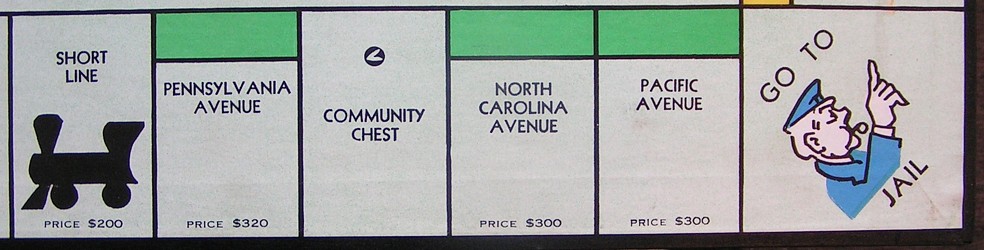 SHORT
LINE
PRICE $200
PENNSYLVANIA
AVENUE
PRICE $320
COMMUNITY
CHEST
NORTH
CAROLINA
AVENUE
PRICE $300
PACIFIC
AVENUE
PRICE $300
GO TO
JAIL